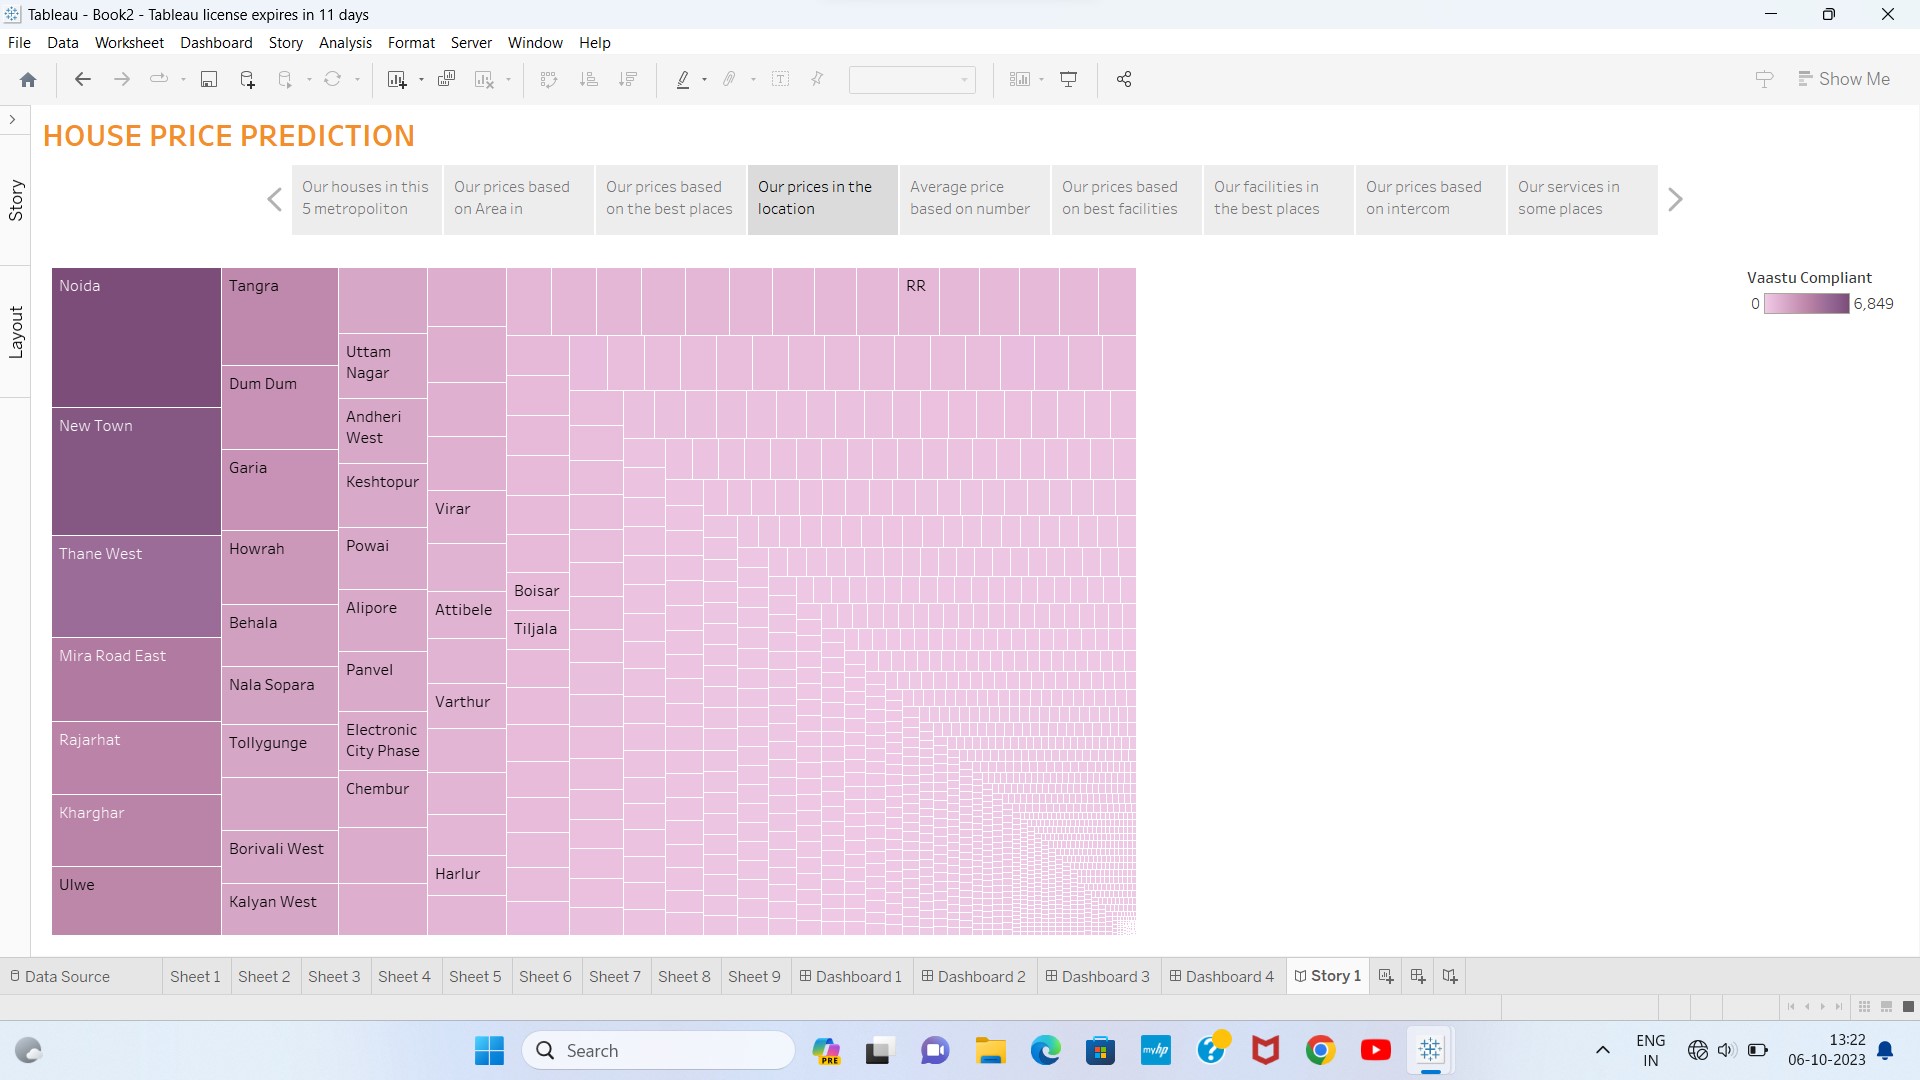 Tableau - Book2 - Tableau license expires in 11 days
File Data Worksheet Dashboard Story Analysis Format Server Window Help
Show Me
Story
Layout
HOUSE PRICE PREDICTION
Our houses in this
5 metropoliton
Our prices based
on Area in
Our prices based
on the best places
Our prices in the
location
Average price
based on number
Our prices based
on best facilities
Our facilities in
the best places
Our prices based
on intercom
Our services in
some places
Noida
New Town
Thane West
Mira Road East
Rajarhat
Kharghar
Ulwe
Tangra
Dum Dum
Garia
Howrah
Behala
Nala Sopara
Tollygunge
Borivali West
Kalyan West
Uttam
Nagar
Andheri
West
Keshtopur
Powai
Alipore
Panvel
Electronic
City Phase
Chembur
Virar
Attibele
Varthur
Harlur
Boisar
Tiljala
RR
Vaastu Compliant
0 6,849
Data Source Sheet 1 Sheet 2 Sheet 3 Sheet 4 Sheet 5 Sheet 6 Sheet 7 Sheet 8 Sheet 9 Dashboard 1 Dashboard 2 Dashboard 3 Dashboard 4 Story 1
Search
PRE
myhp
ENG
IN
13:22
06-10-2023